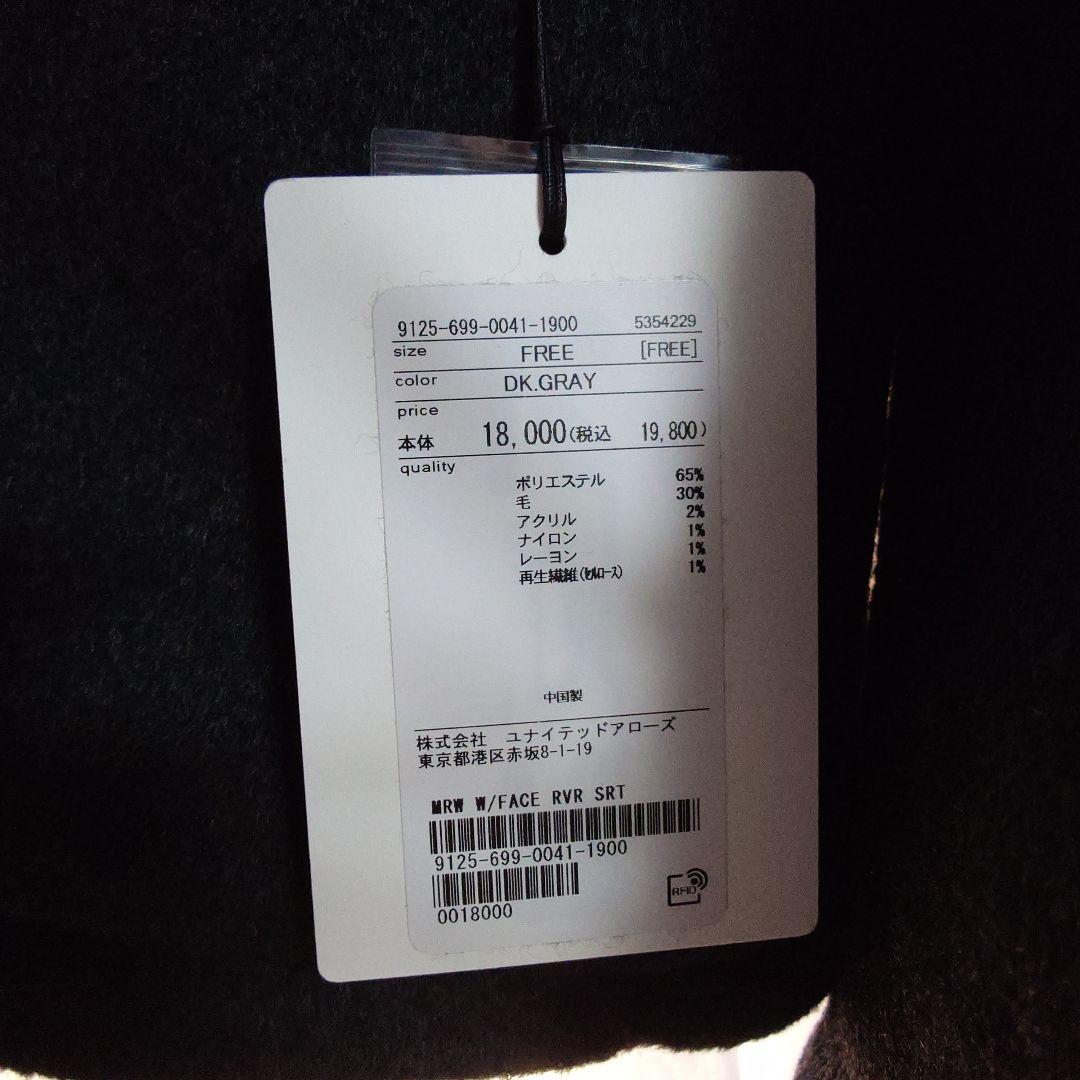 9125-699-0041-1900 5354229
size FREE [FREE]
color DK.GRAY
price
本体 18,000(税込 19,800)
quality
ポリエステル 65%
毛 30%
アクリル 2%
ナイロン 1%
レーヨン 1%
再生繊維(セルロース) 1%
中国製
株式会社 ユナイテッドアローズ
東京都港区赤坂8-1-19
MRW W/FACE RVR SRT
9125-699-0041-1900
0018000
RFID